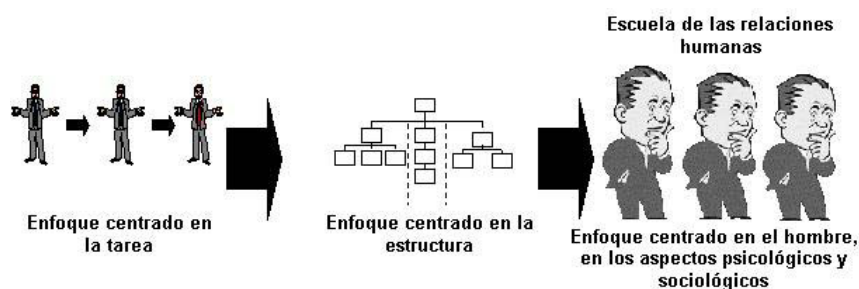 Escuela de las relaciones
humanas
Enfoque centrado en
la tarea
Enfoque centrado en la
estructura
Enfoque centrado en el hombre,
en los aspectos psicológicos y
sociológicos